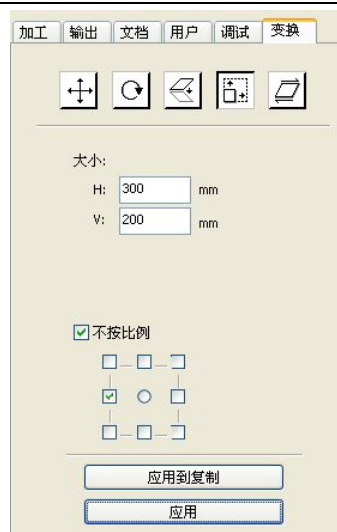 加工 输出 文档 用户 调试 变换
大小:
H: 300 mm
V: 200 mm
不按比例
应用到复制
应用